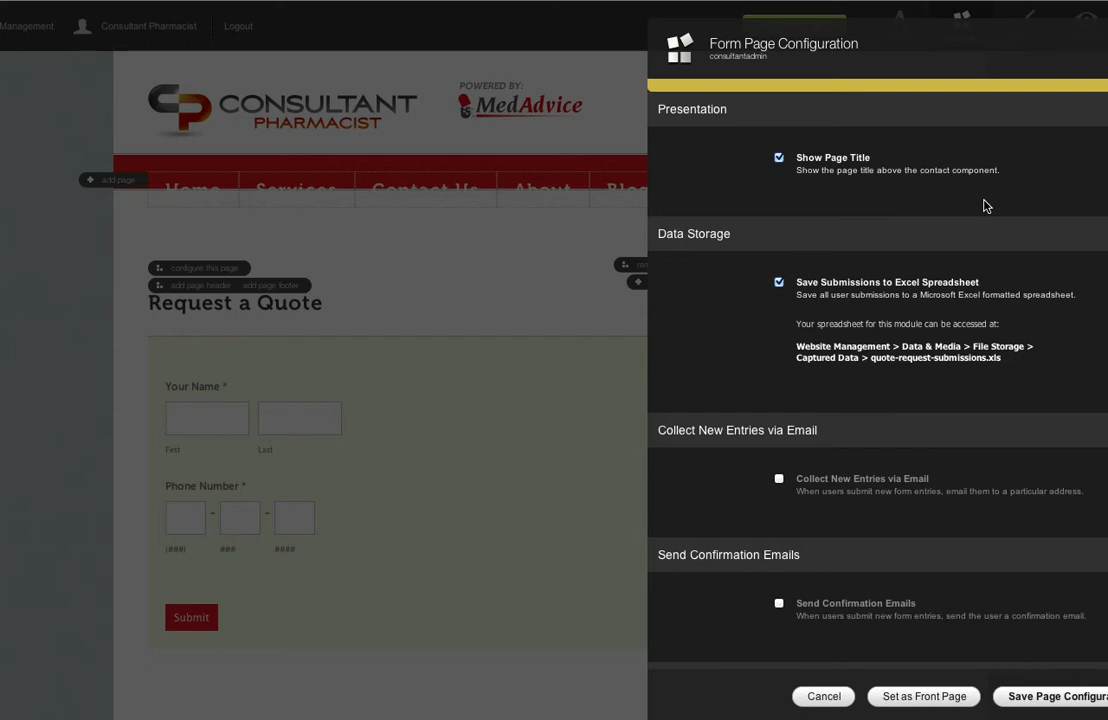 Management
Consultant Pharmacist
Logout
Form Page Configuration
consultantadmin
POWERED BY:
MedAdvice
CONSULTANT
PHARMACIST
CP
Presentation
Show Page Title
Show the page title above the contact component.
add page
Home
Services
Contact Us
About
Blog
Data Storage
configure this page
add page header
add page footer
Request a Quote
Save Submissions to Excel Spreadsheet
Save all user submissions to a Microsoft Excel formatted spreadsheet.
Your spreadsheet for this module can be accessed at:
Website Management > Data & Media > File Storage >
Captured Data > quote-request-submissions.xls
Your Name *
First
Last
Collect New Entries via Email
Collect New Entries via Email
When users submit new form entries, email them to a particular address.
Phone Number *
- -
(###)
###
####
Send Confirmation Emails
Send Confirmation Emails
When users submit new form entries, send the user a confirmation email.
Submit
Cancel
Set as Front Page
Save Page Configura